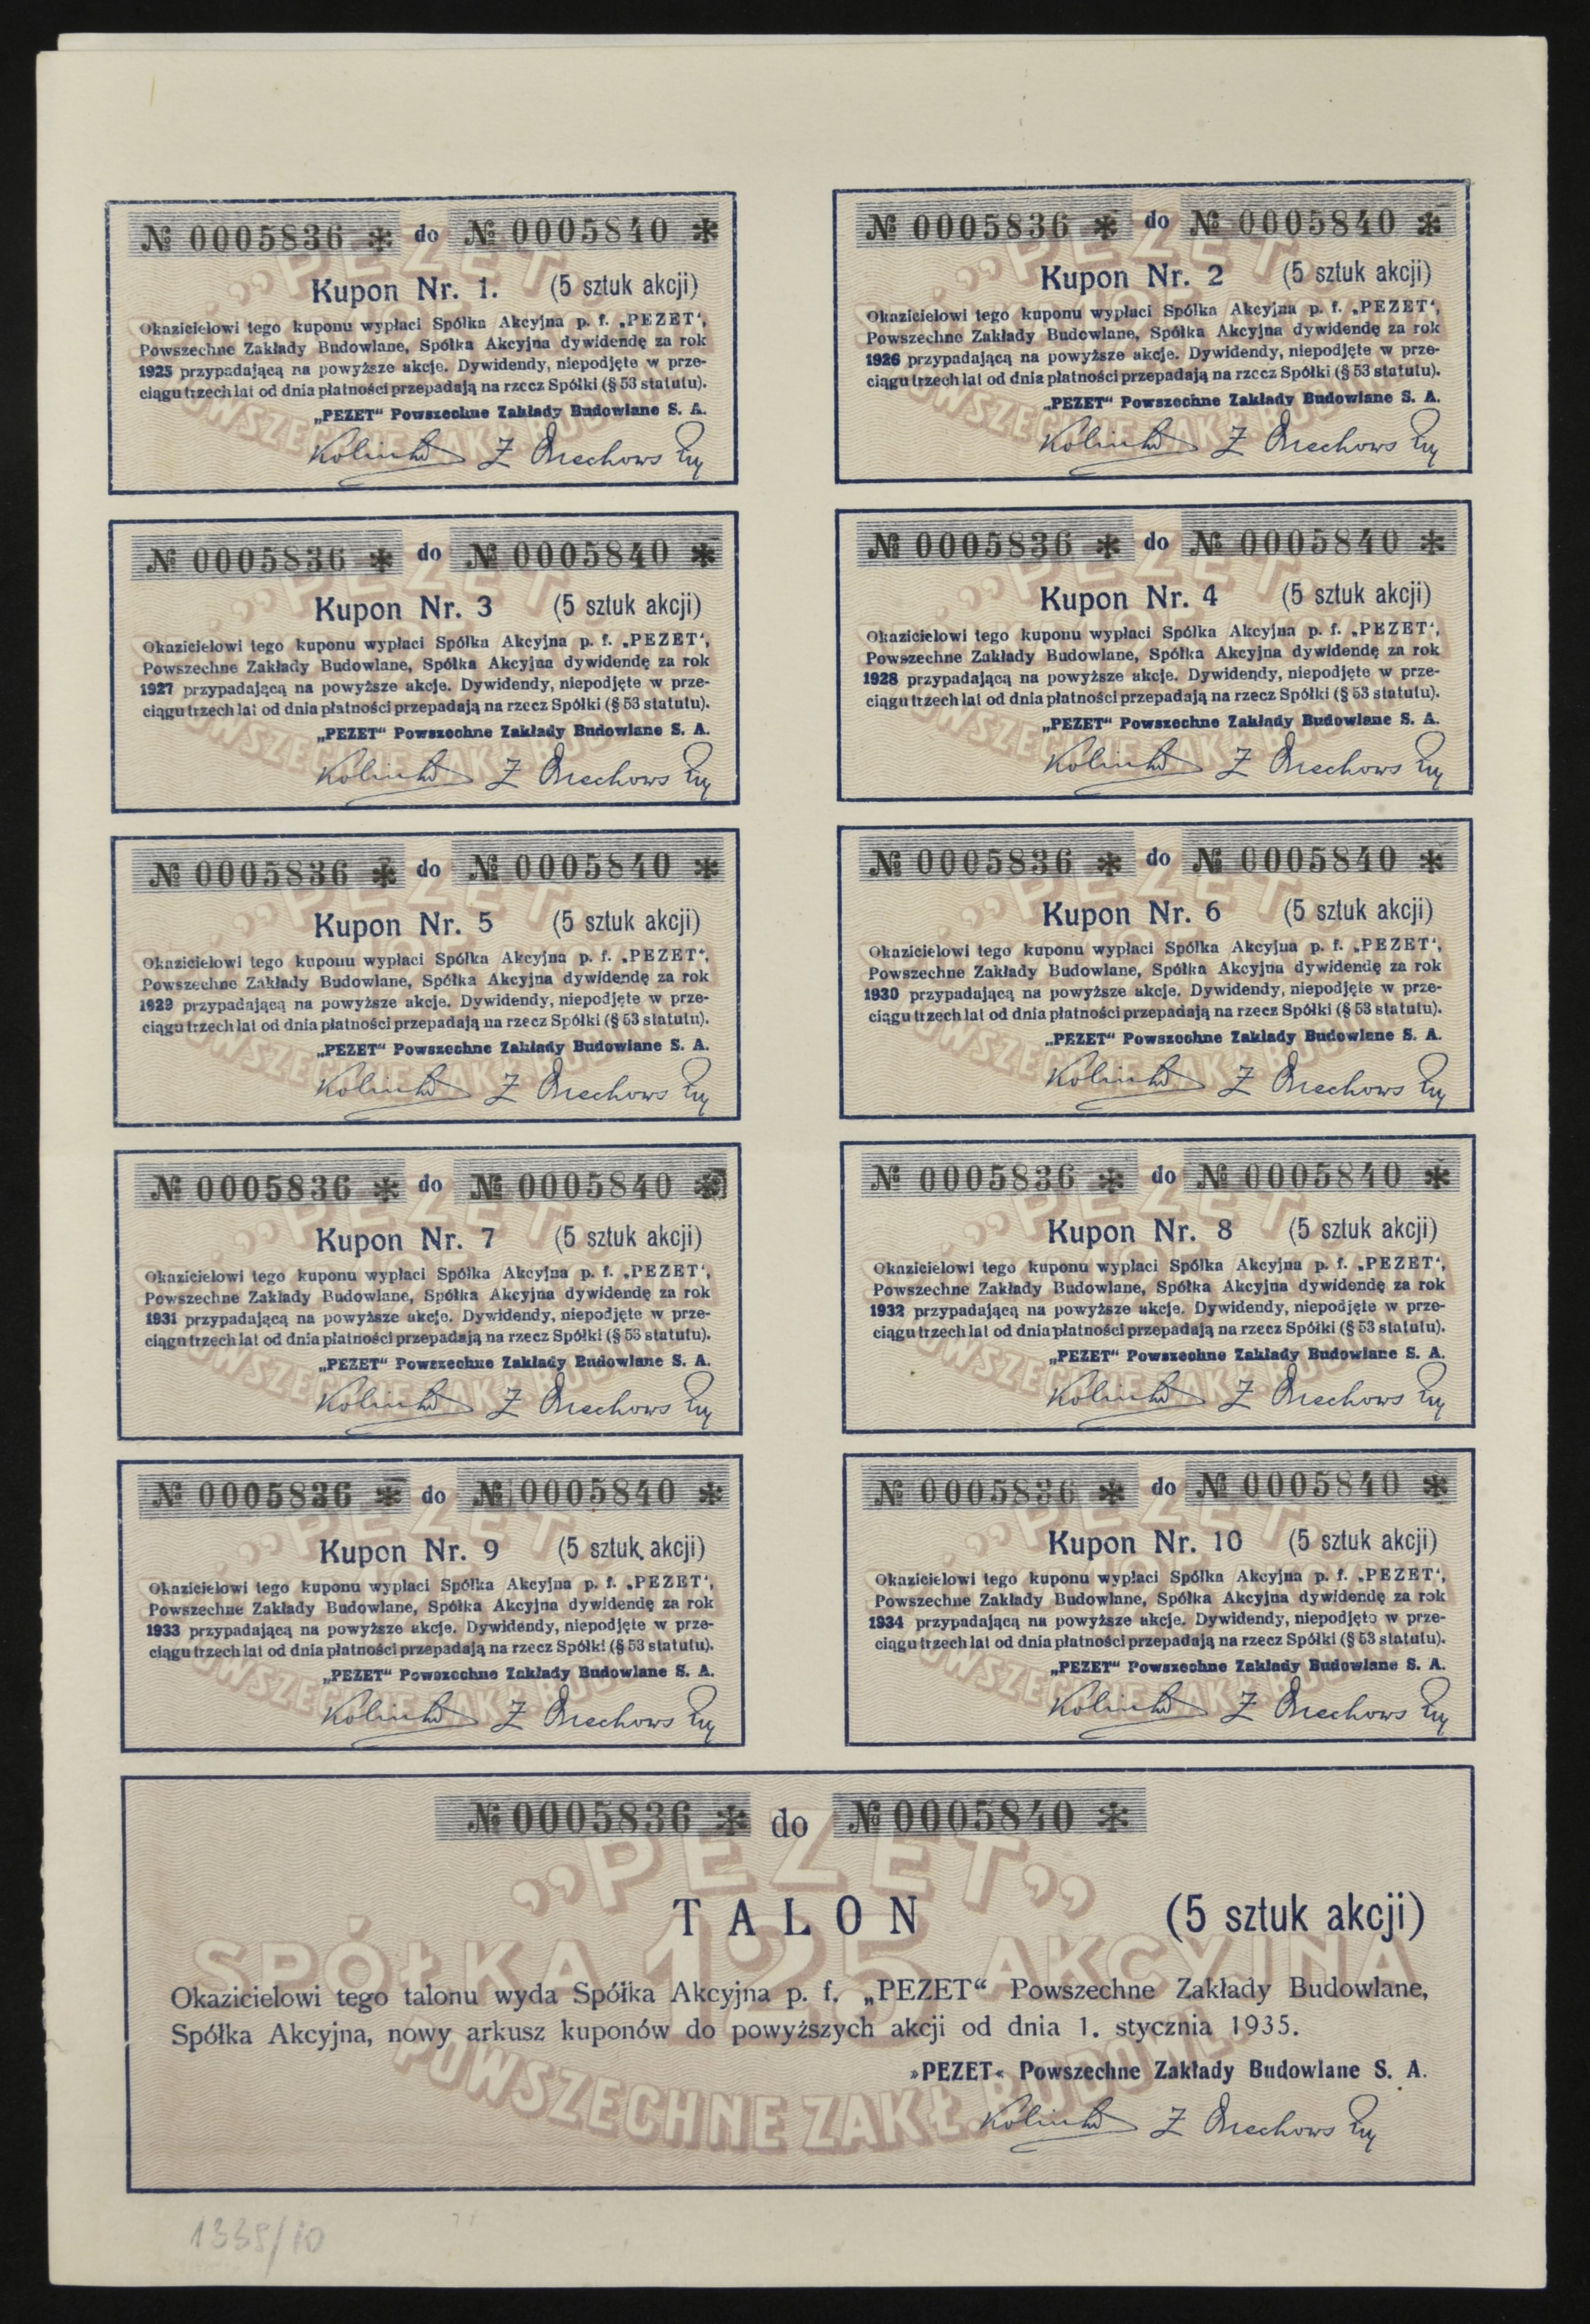 № 0005836 * do № 0005840 *
Kupon Nr. 1. (5 sztuk akcji)
Okazicielowi tego kuponu wypłaci Spółka Akcyjna p. f. „PEZET“,
Powszechne Zakłady Budowlane, Spółka Akcyjna dywidendę za rok
1925 przypadającą na powyższe akcje. Dywidendy, niepodjęte w prze-
ciągu trzech lat od dnia płatności przepadają na rzecz Spółki (§ 53 statutu).
„PEZET“ Powszechne Zakłady Budowlane S. A.
№ 0005836 * do № 0005840 *
Kupon Nr. 2 (5 sztuk akcji)
Okazicielowi tego kuponu wypłaci Spółka Akcyjna p. f. „PEZET“,
Powszechne Zakłady Budowlane, Spółka Akcyjna dywidendę za rok
1926 przypadającą na powyższe akcje. Dywidendy, niepodjęte w prze-
ciągu trzech lat od dnia płatności przepadają na rzecz Spółki (§ 53 statutu).
„PEZET“ Powszechne Zakłady Budowlane S. A.
№ 0005836 * do № 0005840 *
Kupon Nr. 3 (5 sztuk akcji)
Okazicielowi tego kuponu wypłaci Spółka Akcyjna p. f. „PEZET“,
Powszechne Zakłady Budowlane, Spółka Akcyjna dywidendę za rok
1927 przypadającą na powyższe akcje. Dywidendy, niepodjęte w prze-
ciągu trzech lat od dnia płatności przepadają na rzecz Spółki (§ 53 statutu).
„PEZET“ Powszechne Zakłady Budowlane S. A.
№ 0005836 * do № 0005840 *
Kupon Nr. 4 (5 sztuk akcji)
Okazicielowi tego kuponu wypłaci Spółka Akcyjna p. f. „PEZET“,
Powszechne Zakłady Budowlane, Spółka Akcyjna dywidendę za rok
1928 przypadającą na powyższe akcje. Dywidendy, niepodjęte w prze-
ciągu trzech lat od dnia płatności przepadają na rzecz Spółki (§ 53 statutu).
„PEZET“ Powszechne Zakłady Budowlane S. A.
№ 0005836 * do № 0005840 *
Kupon Nr. 5 (5 sztuk akcji)
Okazicielowi tego kuponu wypłaci Spółka Akcyjna p. f. „PEZET“,
Powszechne Zakłady Budowlane, Spółka Akcyjna dywidendę za rok
1929 przypadającą na powyższe akcje. Dywidendy, niepodjęte w prze-
ciągu trzech lat od dnia płatności przepadają na rzecz Spółki (§ 53 statutu).
„PEZET“ Powszechne Zakłady Budowlane S. A.
№ 0005836 * do № 0005840 *
Kupon Nr. 6 (5 sztuk akcji)
Okazicielowi tego kuponu wypłaci Spółka Akcyjna p. f. „PEZET“,
Powszechne Zakłady Budowlane, Spółka Akcyjna dywidendę za rok
1930 przypadającą na powyższe akcje. Dywidendy, niepodjęte w prze-
ciągu trzech lat od dnia płatności przepadają na rzecz Spółki (§ 53 statutu).
„PEZET“ Powszechne Zakłady Budowlane S. A.
№ 0005836 * do № 0005840 *
Kupon Nr. 7 (5 sztuk akcji)
Okazicielowi tego kuponu wypłaci Spółka Akcyjna p. f. „PEZET“,
Powszechne Zakłady Budowlane, Spółka Akcyjna dywidendę za rok
1931 przypadającą na powyższe akcje. Dywidendy, niepodjęte w prze-
ciągu trzech lat od dnia płatności przepadają na rzecz Spółki (§ 53 statutu).
„PEZET“ Powszechne Zakłady Budowlane S. A.
№ 0005836 * do № 0005840 *
Kupon Nr. 8 (5 sztuk akcji)
Okazicielowi tego kuponu wypłaci Spółka Akcyjna p. f. „PEZET“,
Powszechne Zakłady Budowlane, Spółka Akcyjna dywidendę za rok
1932 przypadającą na powyższe akcje. Dywidendy, niepodjęte w prze-
ciągu trzech lat od dnia płatności przepadają na rzecz Spółki (§ 53 statutu).
„PEZET“ Powszechne Zakłady Budowlane S. A.
№ 0005836 * do № 0005840 *
Kupon Nr. 9 (5 sztuk akcji)
Okazicielowi tego kuponu wypłaci Spółka Akcyjna p. f. „PEZET“,
Powszechne Zakłady Budowlane, Spółka Akcyjna dywidendę za rok
1933 przypadającą na powyższe akcje. Dywidendy, niepodjęte w prze-
ciągu trzech lat od dnia płatności przepadają na rzecz Spółki (§ 53 statutu).
„PEZET“ Powszechne Zakłady Budowlane S. A.
№ 0005836 * do № 0005840 *
Kupon Nr. 10 (5 sztuk akcji)
Okazicielowi tego kuponu wypłaci Spółka Akcyjna p. f. „PEZET“,
Powszechne Zakłady Budowlane, Spółka Akcyjna dywidendę za rok
1934 przypadającą na powyższe akcje. Dywidendy, niepodjęte w prze-
ciągu trzech lat od dnia płatności przepadają na rzecz Spółki (§ 53 statutu).
„PEZET“ Powszechne Zakłady Budowlane S. A.
№ 0005836 * do № 0005840 *
„PEZET„
TALON (5 sztuk akcji)
SPÓŁKA 125 AKCYJNA
Okazicielowi tego talonu wyda Spółka Akcyjna p. f. „PEZET“ Powszechne Zakłady Budowlane,
Spółka Akcyjna, nowy arkusz kuponów do powyższych akcji od dnia 1. stycznia 1935.
POWSZECHNE ZAKŁ. BUDOWL.
»PEZET« Powszechne Zakłady Budowlane S. A.